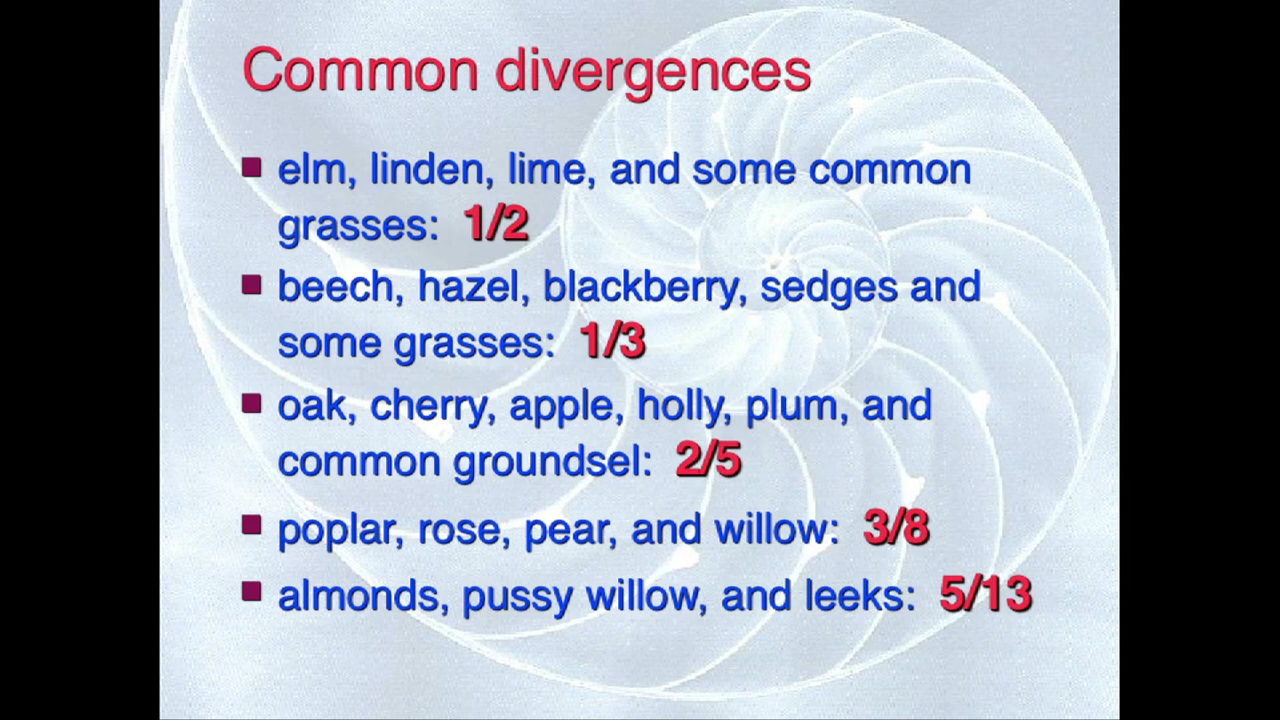 Common divergences
elm, linden, lime, and some common
grasses: 1/2
beech, hazel, blackberry, sedges and
some grasses: 1/3
oak, cherry, apple, holly, plum, and
common groundsel: 2/5
poplar, rose, pear, and willow: 3/8
almonds, pussy willow, and leeks: 5/13